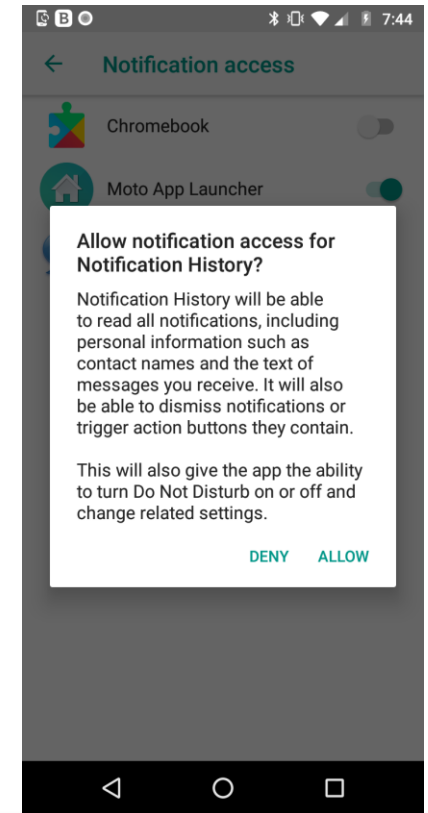 B 7:44
Notification access
Chromebook
Moto App Launcher
Allow notification access for
Notification History?
Notification History will be able
to read all notifications, including
personal information such as
contact names and the text of
messages you receive. It will also
be able to dismiss notifications or
trigger action buttons they contain.
This will also give the app the ability
to turn Do Not Disturb on or off and
change related settings.
DENY ALLOW